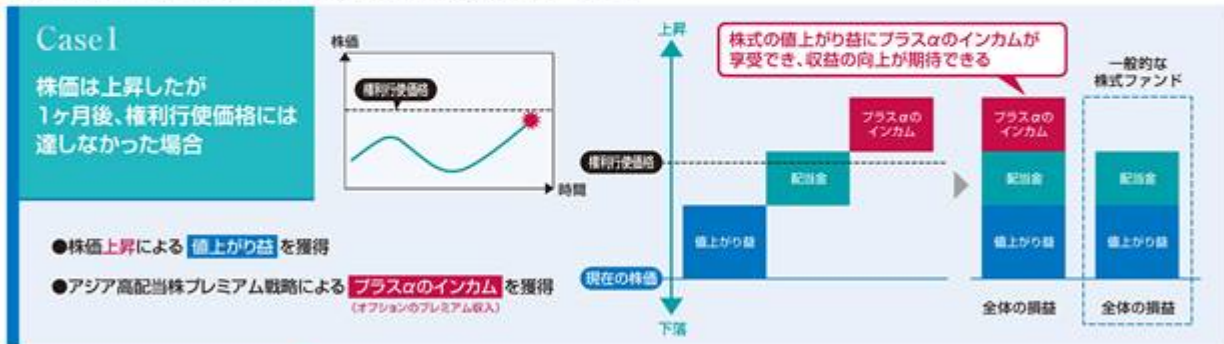 Case1
株価は上昇したが
1ヶ月後、権利行使価格には
達しなかった場合
株価
権利行使価格
時間
●株価上昇による 値上がり益 を獲得
●アジア高配当株プレミアム戦略による プラスαのインカム を獲得
(オプションのプレミアム収入)
上昇
権利行使価格
現在の株価
下落
値上がり益
配当金
プラスαの
インカム
株式の値上がり益にプラスαのインカムが
享受でき、収益の向上が期待できる
プラスαの
インカム
配当金
値上がり益
全体の損益
一般的な
株式ファンド
配当金
値上がり益
全体の損益